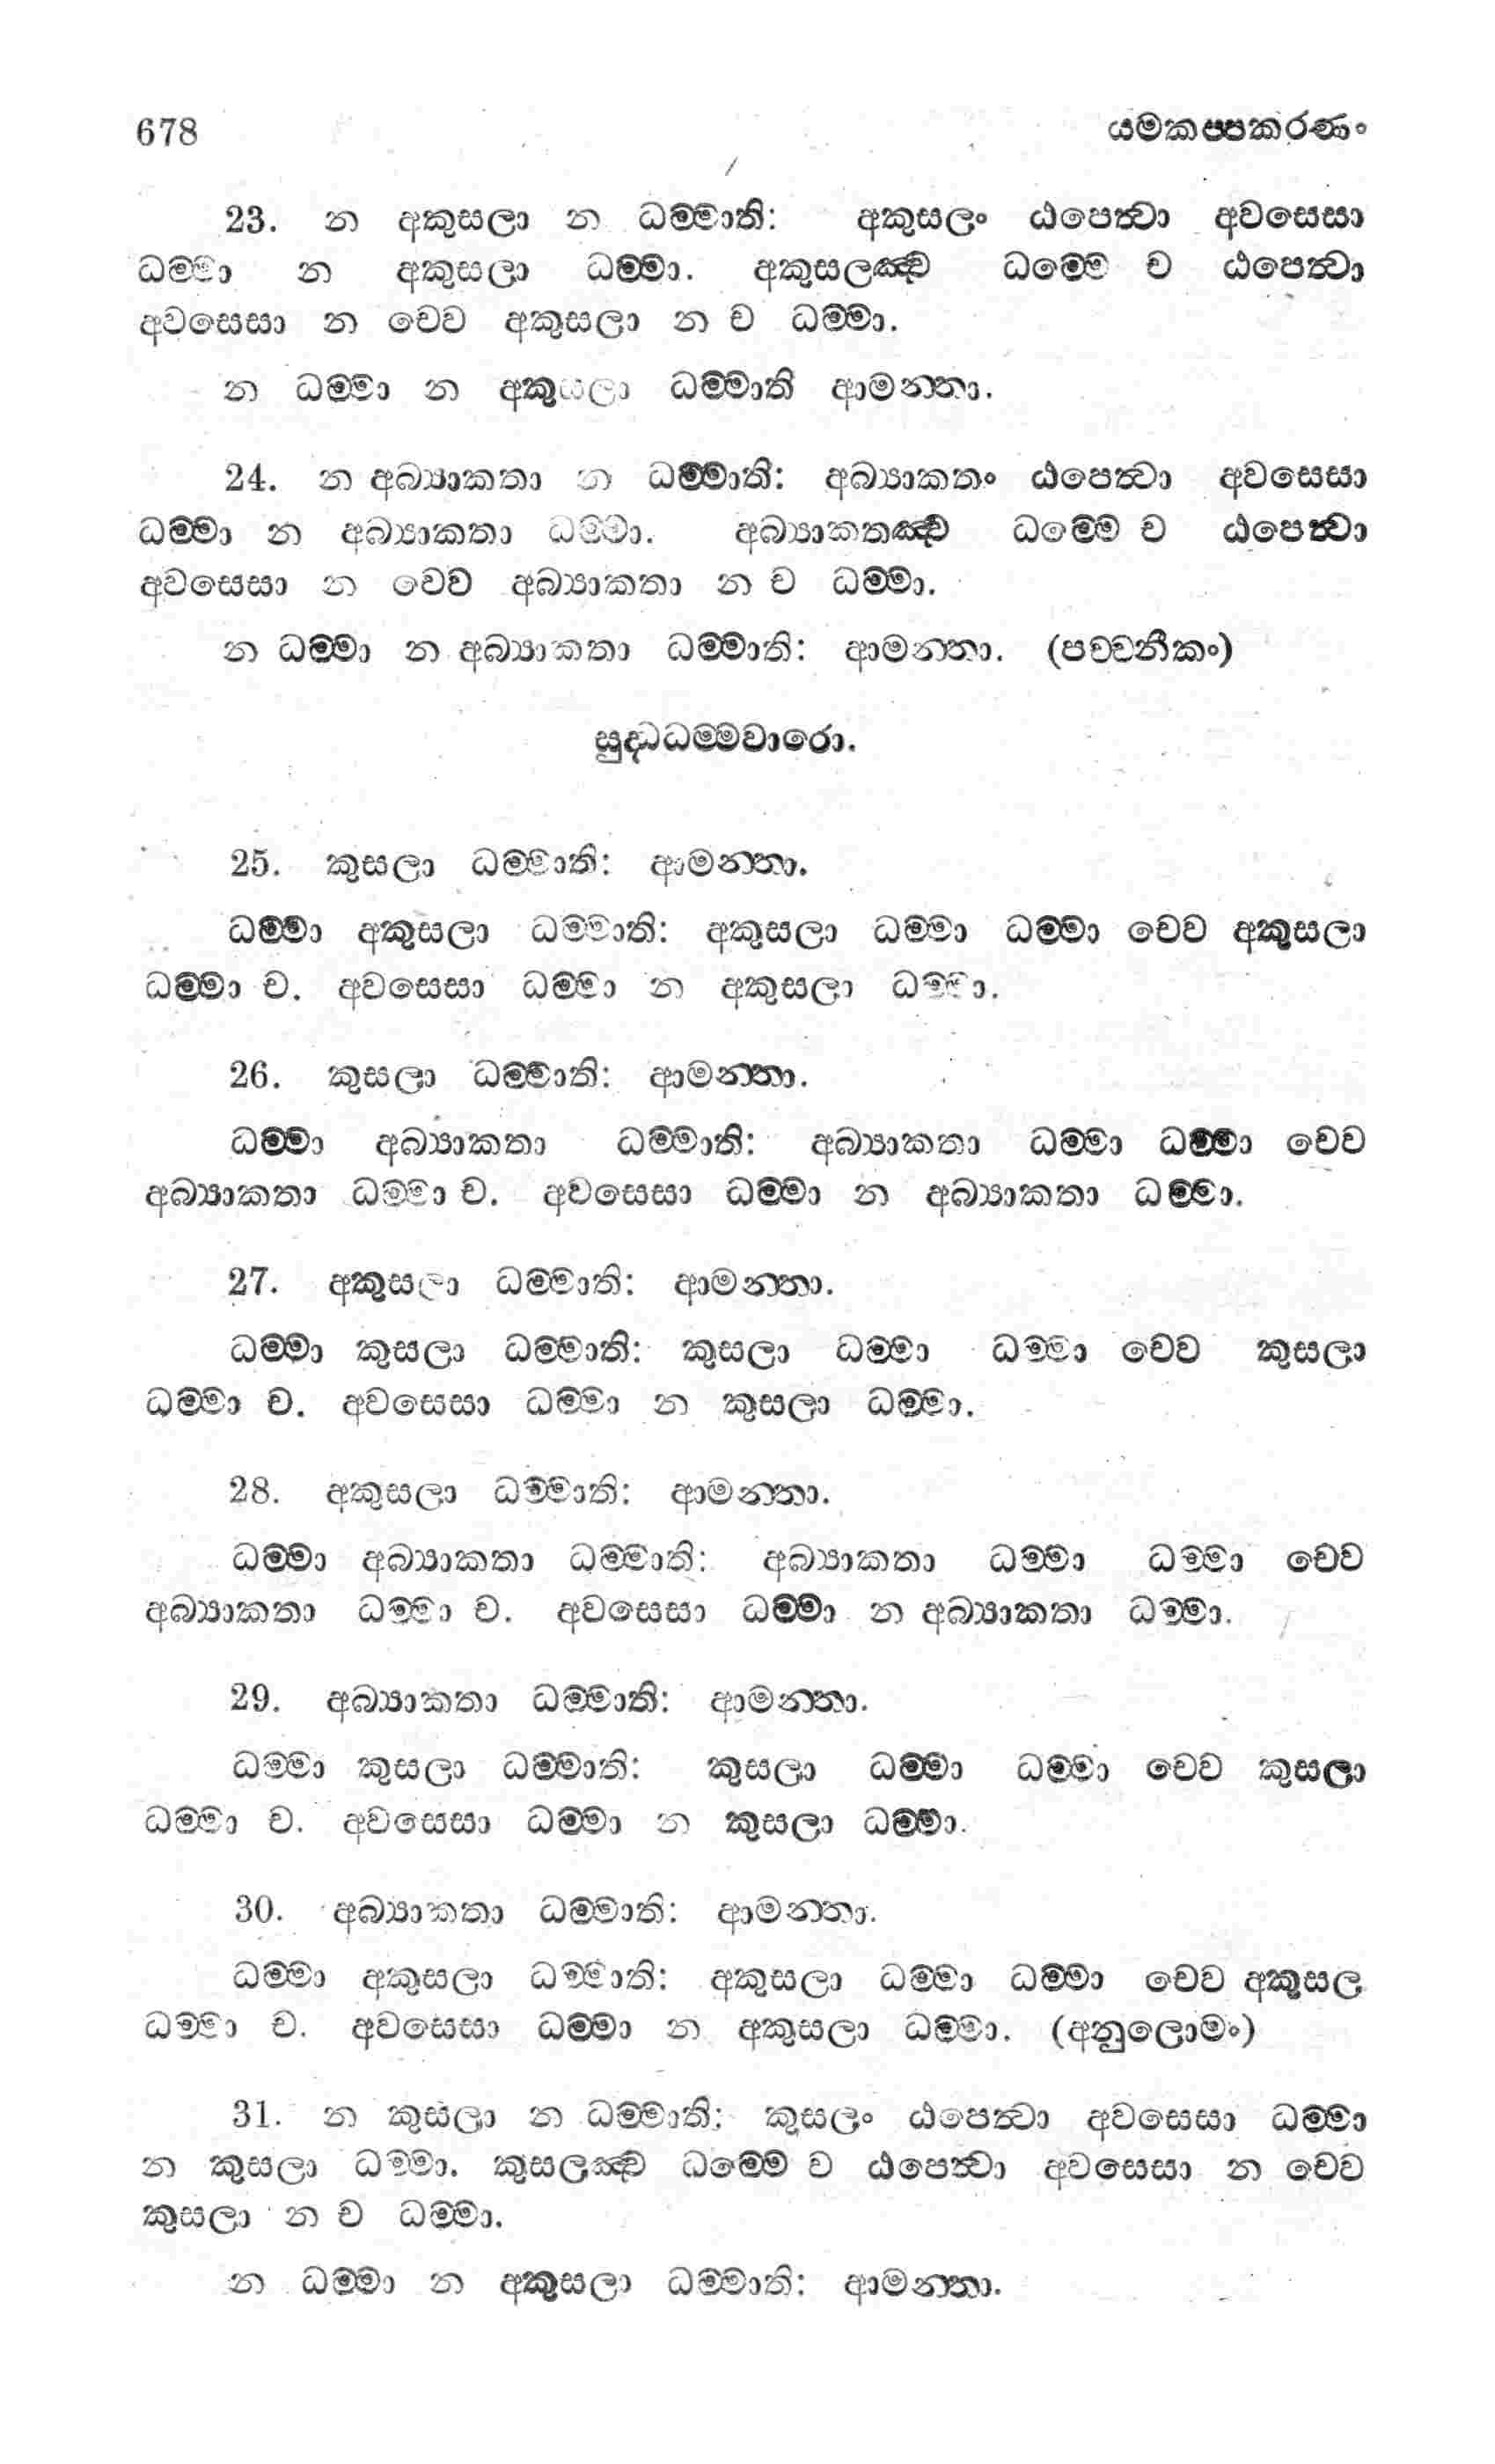 678 යමකප්පකරණං
23. න අකුසලා න ධම්මාති: අකුසලං ඨපෙත්වා අවසෙසා
ධම්මා න අකුසලා ධම්මා. අකුසලඤ්ච ධම්මෙ ච ඨපෙත්වා
අවසෙසා න චෙව අකුසලා න ච ධම්මා.
න ධම්මා න අකුසලා ධම්මාති ආමන්තා.
24. න අබ්‍යාකතා න ධම්මාති: අබ්‍යාකතං ඨපෙත්වා අවසෙසා
ධම්මා න අබ්‍යාකතා ධම්මා. අබ්‍යාකතඤ්ච ධම්මෙ ච ඨපෙත්වා
අවසෙසා න චෙව අබ්‍යාකතා න ච ධම්මා.
න ධම්මා න අබ්‍යාකතා ධම්මාති: ආමන්තා. (පච්චනීකං)
සුද්ධධම්මවාරො.
25. කුසලා ධම්මාති: ආමන්තා.
ධම්මා අකුසලා ධම්මාති: අකුසලා ධම්මා ධම්මා චෙව අකුසලා
ධම්මා ච. අවසෙසා ධම්මා න අකුසලා ධම්මා.
26. කුසලා ධම්මාති: ආමන්තා.
ධම්මා අබ්‍යාකතා ධම්මාති: අබ්‍යාකතා ධම්මා ධම්මා චෙව
අබ්‍යාකතා ධම්මා ච. අවසෙසා ධම්මා න අබ්‍යාකතා ධම්මා.
27. අකුසලා ධම්මාති: ආමන්තා.
ධම්මා කුසලා ධම්මාති: කුසලා ධම්මා ධම්මා චෙව කුසලා
ධම්මා ච. අවසෙසා ධම්මා න කුසලා ධම්මා.
28. අකුසලා ධම්මාති: ආමන්තා.
ධම්මා අබ්‍යාකතා ධම්මාති: අබ්‍යාකතා ධම්මා ධම්මා චෙව
අබ්‍යාකතා ධම්මා ච. අවසෙසා ධම්මා න අබ්‍යාකතා ධම්මා.
29. අබ්‍යාකතා ධම්මාති: ආමන්තා.
ධම්මා කුසලා ධම්මාති: කුසලා ධම්මා ධම්මා චෙව කුසලා
ධම්මා ච. අවසෙසා ධම්මා න කුසලා ධම්මා.
30. අබ්‍යාකතා ධම්මාති: ආමන්තා.
ධම්මා අකුසලා ධම්මාති: අකුසලා ධම්මා ධම්මා චෙව අකුසල
ධම්මා ච. අවසෙසා ධම්මා න අකුසලා ධම්මා. (අනුලොමං)
31. න කුසලා න ධම්මාති: කුසලං ඨපෙත්වා අවසෙසා ධම්මා
න කුසලා ධම්මා. කුසලඤ්ච ධම්මෙ ච ඨපෙත්වා අවසෙසා න චෙව
කුසලා න ච ධම්මා.
න ධම්මා න අකුසලා ධම්මාති: ආමන්තා.